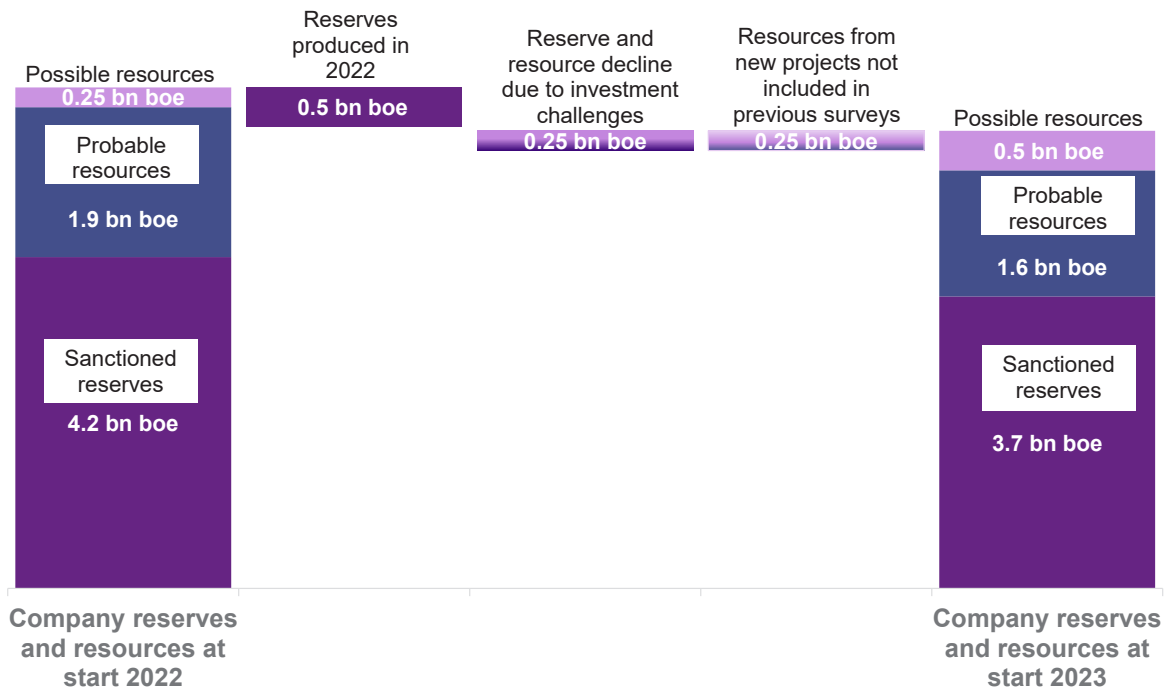 Possible resources
0.25 bn boe
Probable
resources
1.9 bn boe
Sanctioned
reserves
4.2 bn boe
Reserves
produced in
2022
0.5 bn boe
Reserve and
resource decline
due to investment
challenges
0.25 bn boe
Resources from
new projects not
included in
previous surveys
0.25 bn boe
Possible resources
0.5 bn boe
Probable
resources
1.6 bn boe
Sanctioned
reserves
3.7 bn boe
Company reserves
and resources at
start 2022
Company reserves
and resources at
start 2023